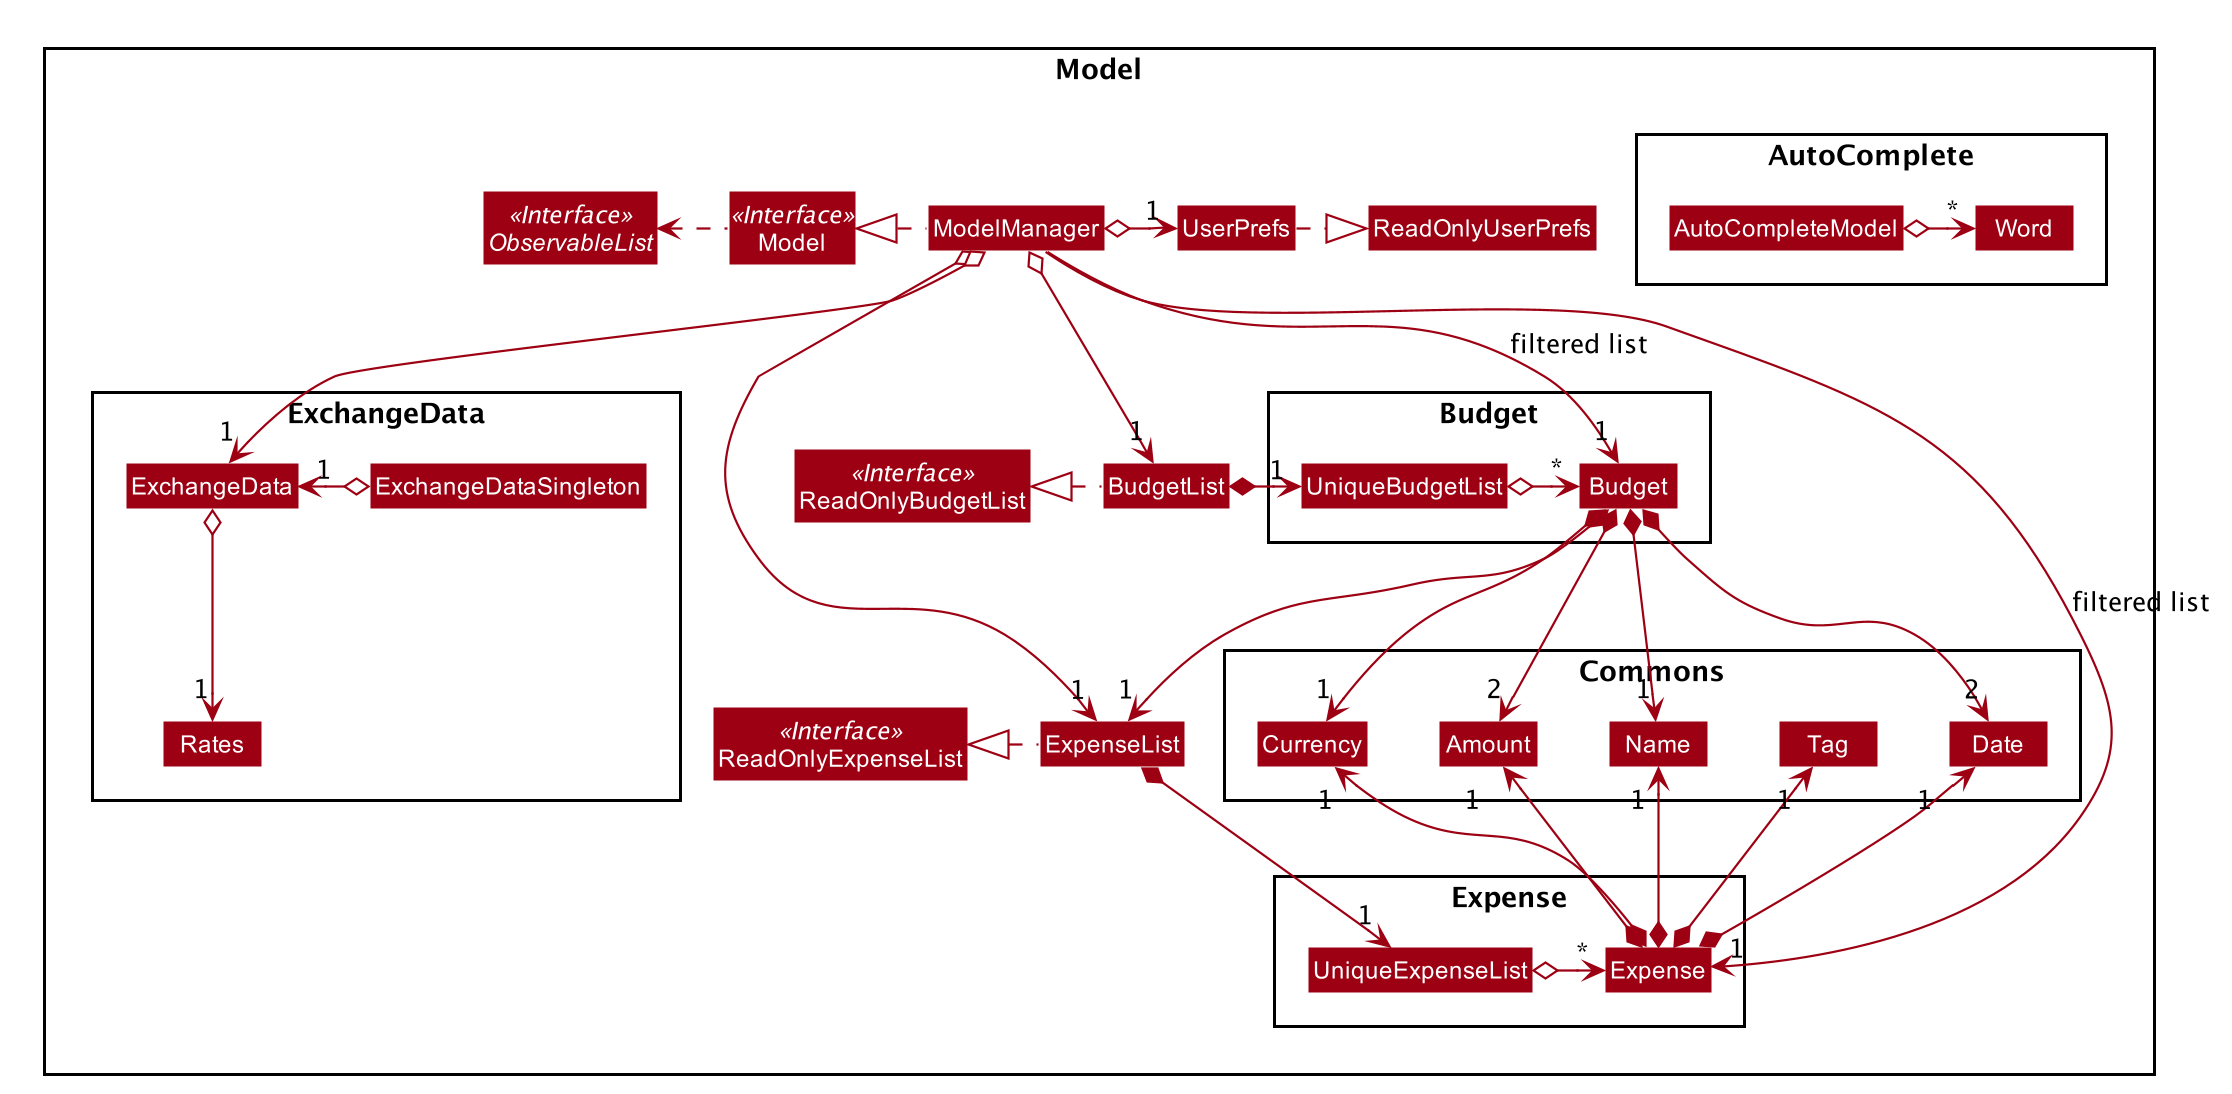 Model
AutoComplete
«Interface»
ObservableList
«Interface»
Model
ModelManager
1
UserPrefs
ReadOnlyUserPrefs
AutoCompleteModel
*
Word
filtered list
ExchangeData
Budget
1
1
1
ExchangeData
1
ExchangeDataSingleton
«Interface»
ReadOnlyBudgetList
BudgetList
1
UniqueBudgetList
*
Budget
filtered list
Commons
1
1
1
1
2
1
2
Rates
«Interface»
ReadOnlyExpenseList
ExpenseList
Currency
Amount
Name
Tag
Date
1
1
1
1
1
Expense
1
UniqueExpenseList
*
Expense
1